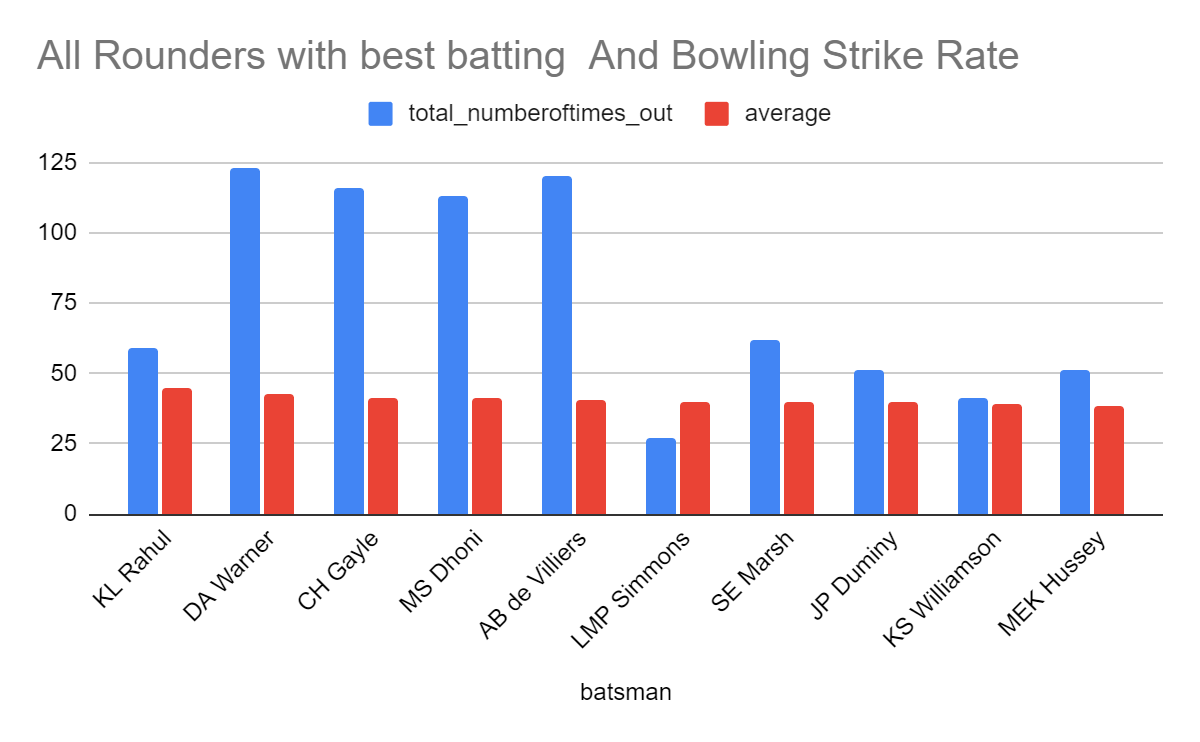 All Rounders with best batting  And Bowling Strike Rate
total_numberoftimes_out
average
125
100
75
50
25
0
KL Rahul
DA Warner
CH Gayle
MS Dhoni
AB de Villiers
LMP Simmons
SE Marsh
JP Duminy
KS Williamson
MEK Hussey
batsman